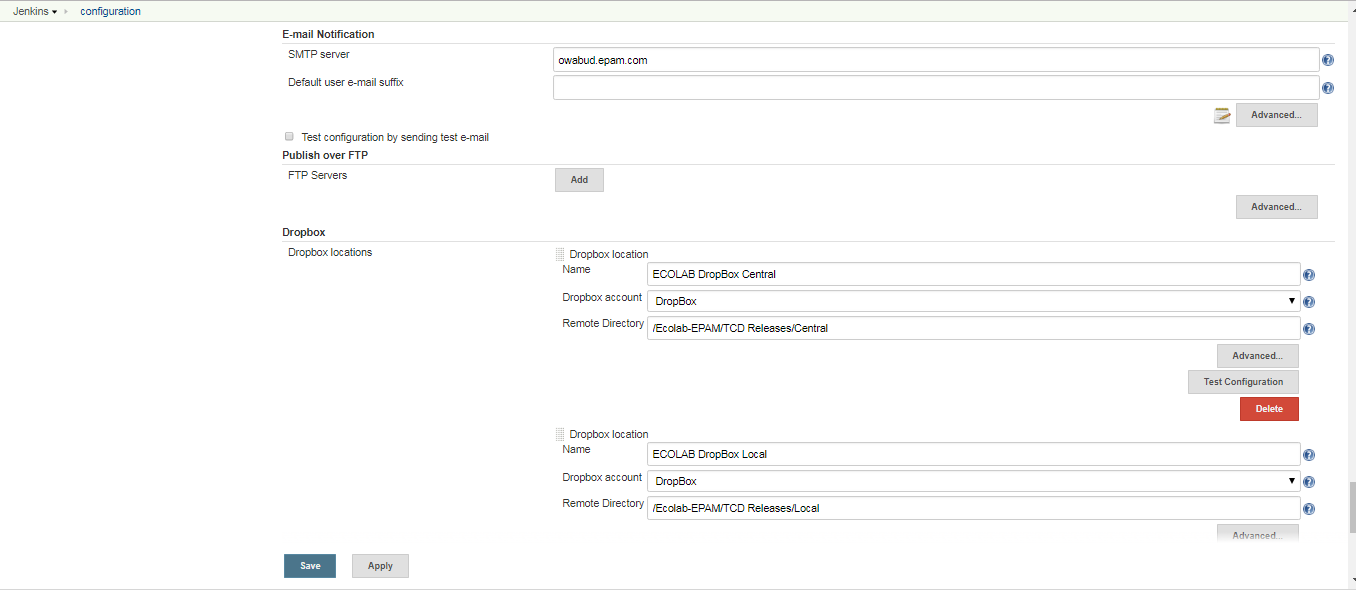 Jenkins configuration
E-mail Notification
SMTP server owabud.epam.com
Default user e-mail suffix
Advanced...
Test configuration by sending test e-mail
Publish over FTP
FTP Servers Add
Advanced...
Dropbox
Dropbox locations Dropbox location
Name ECOLAB DropBox Central
Dropbox account DropBox
Remote Directory /Ecolab-EPAM/TCD Releases/Central
Advanced...
Test Configuration
Delete
Dropbox location
Name ECOLAB DropBox Local
Dropbox account DropBox
Remote Directory /Ecolab-EPAM/TCD Releases/Local
Advanced...
Save Apply